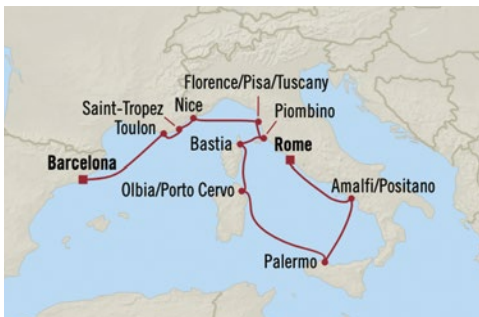 Florence/Pisa/Tuscany
Saint-Tropez
Nice
Piombino
Toulon
Bastia
Rome
Barcelona
Olbia/Porto Cervo
Amalfi/Positano
Palermo